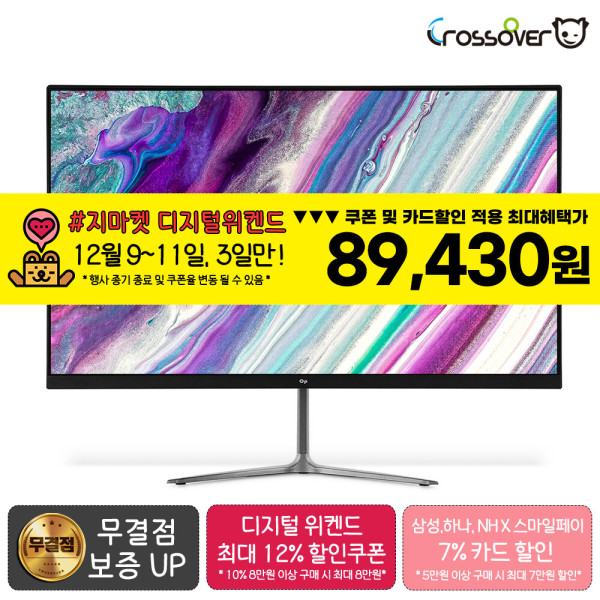 Crossover
#지마켓 디지털위켄드
12월 9~11일, 3일만!
* 행사 종기 종료 및 쿠폰율 변동 될 수 있음 *
▼▼▼ 쿠폰 및 카드할인 적용 최대혜택가
89,430원
무결점
무결점
보증 UP
디지털 위켄드
최대 12% 할인쿠폰
* 10% 8만원 이상 구매 시 최대 8만원*
삼성,하나, NH X 스마일페이
7% 카드 할인
* 5만원 이상 구매 시 최대 7만원 할인*